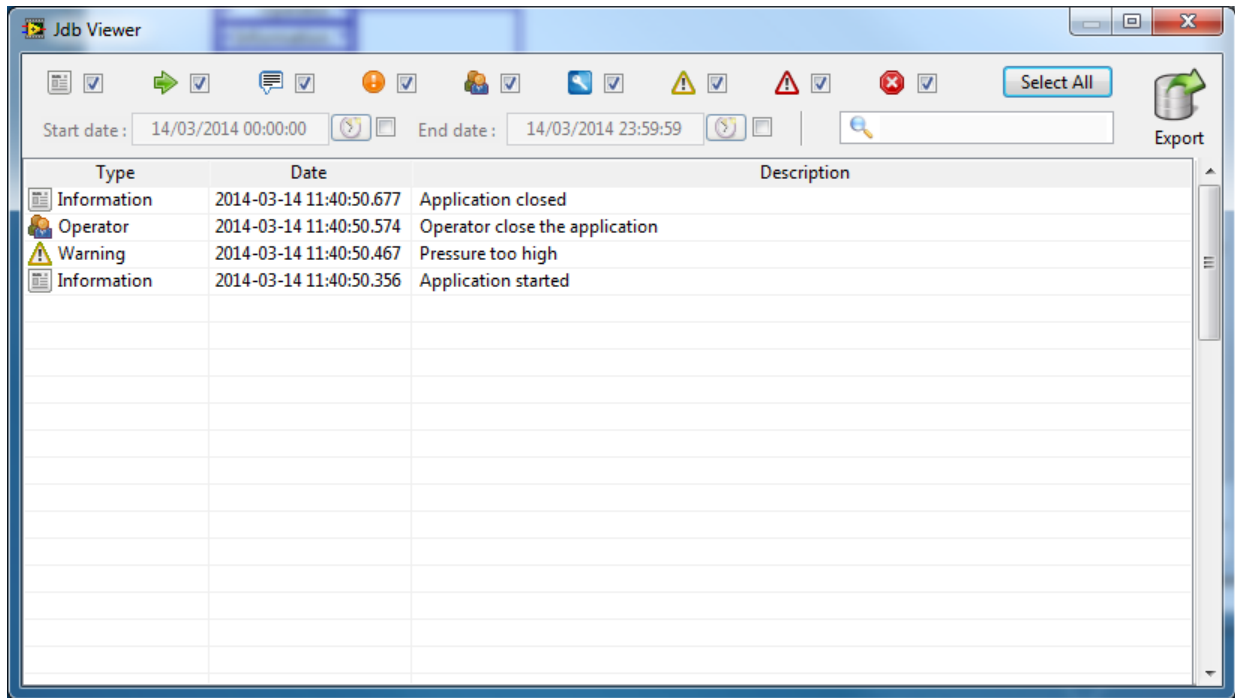 Jdb Viewer
Select All
Start date : 14/03/2014 00:00:00 End date : 14/03/2014 23:59:59
Export
Type Date Description
Information 2014-03-14 11:40:50.677 Application closed
Operator 2014-03-14 11:40:50.574 Operator close the application
Warning 2014-03-14 11:40:50.467 Pressure too high
Information 2014-03-14 11:40:50.356 Application started